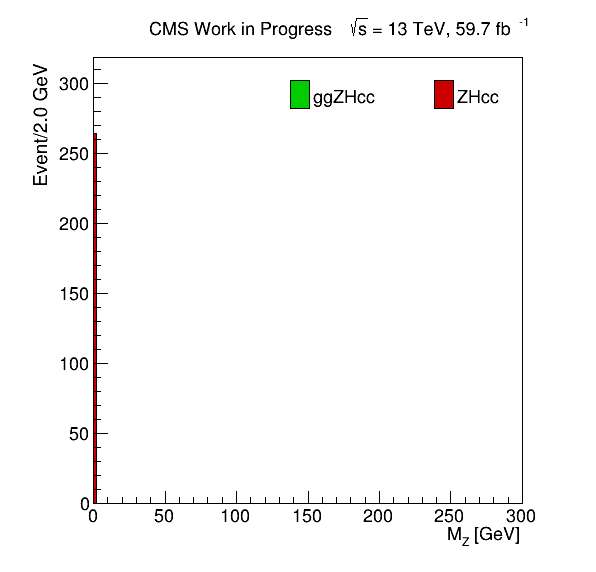 CMS Work in Progress √s = 13 TeV, 59.7 fb -1
Event/2.0 GeV
ggZHcc ZHcc
300
250
200
150
100
50
0
0 50 100 150 200 250 300
MZ [GeV]